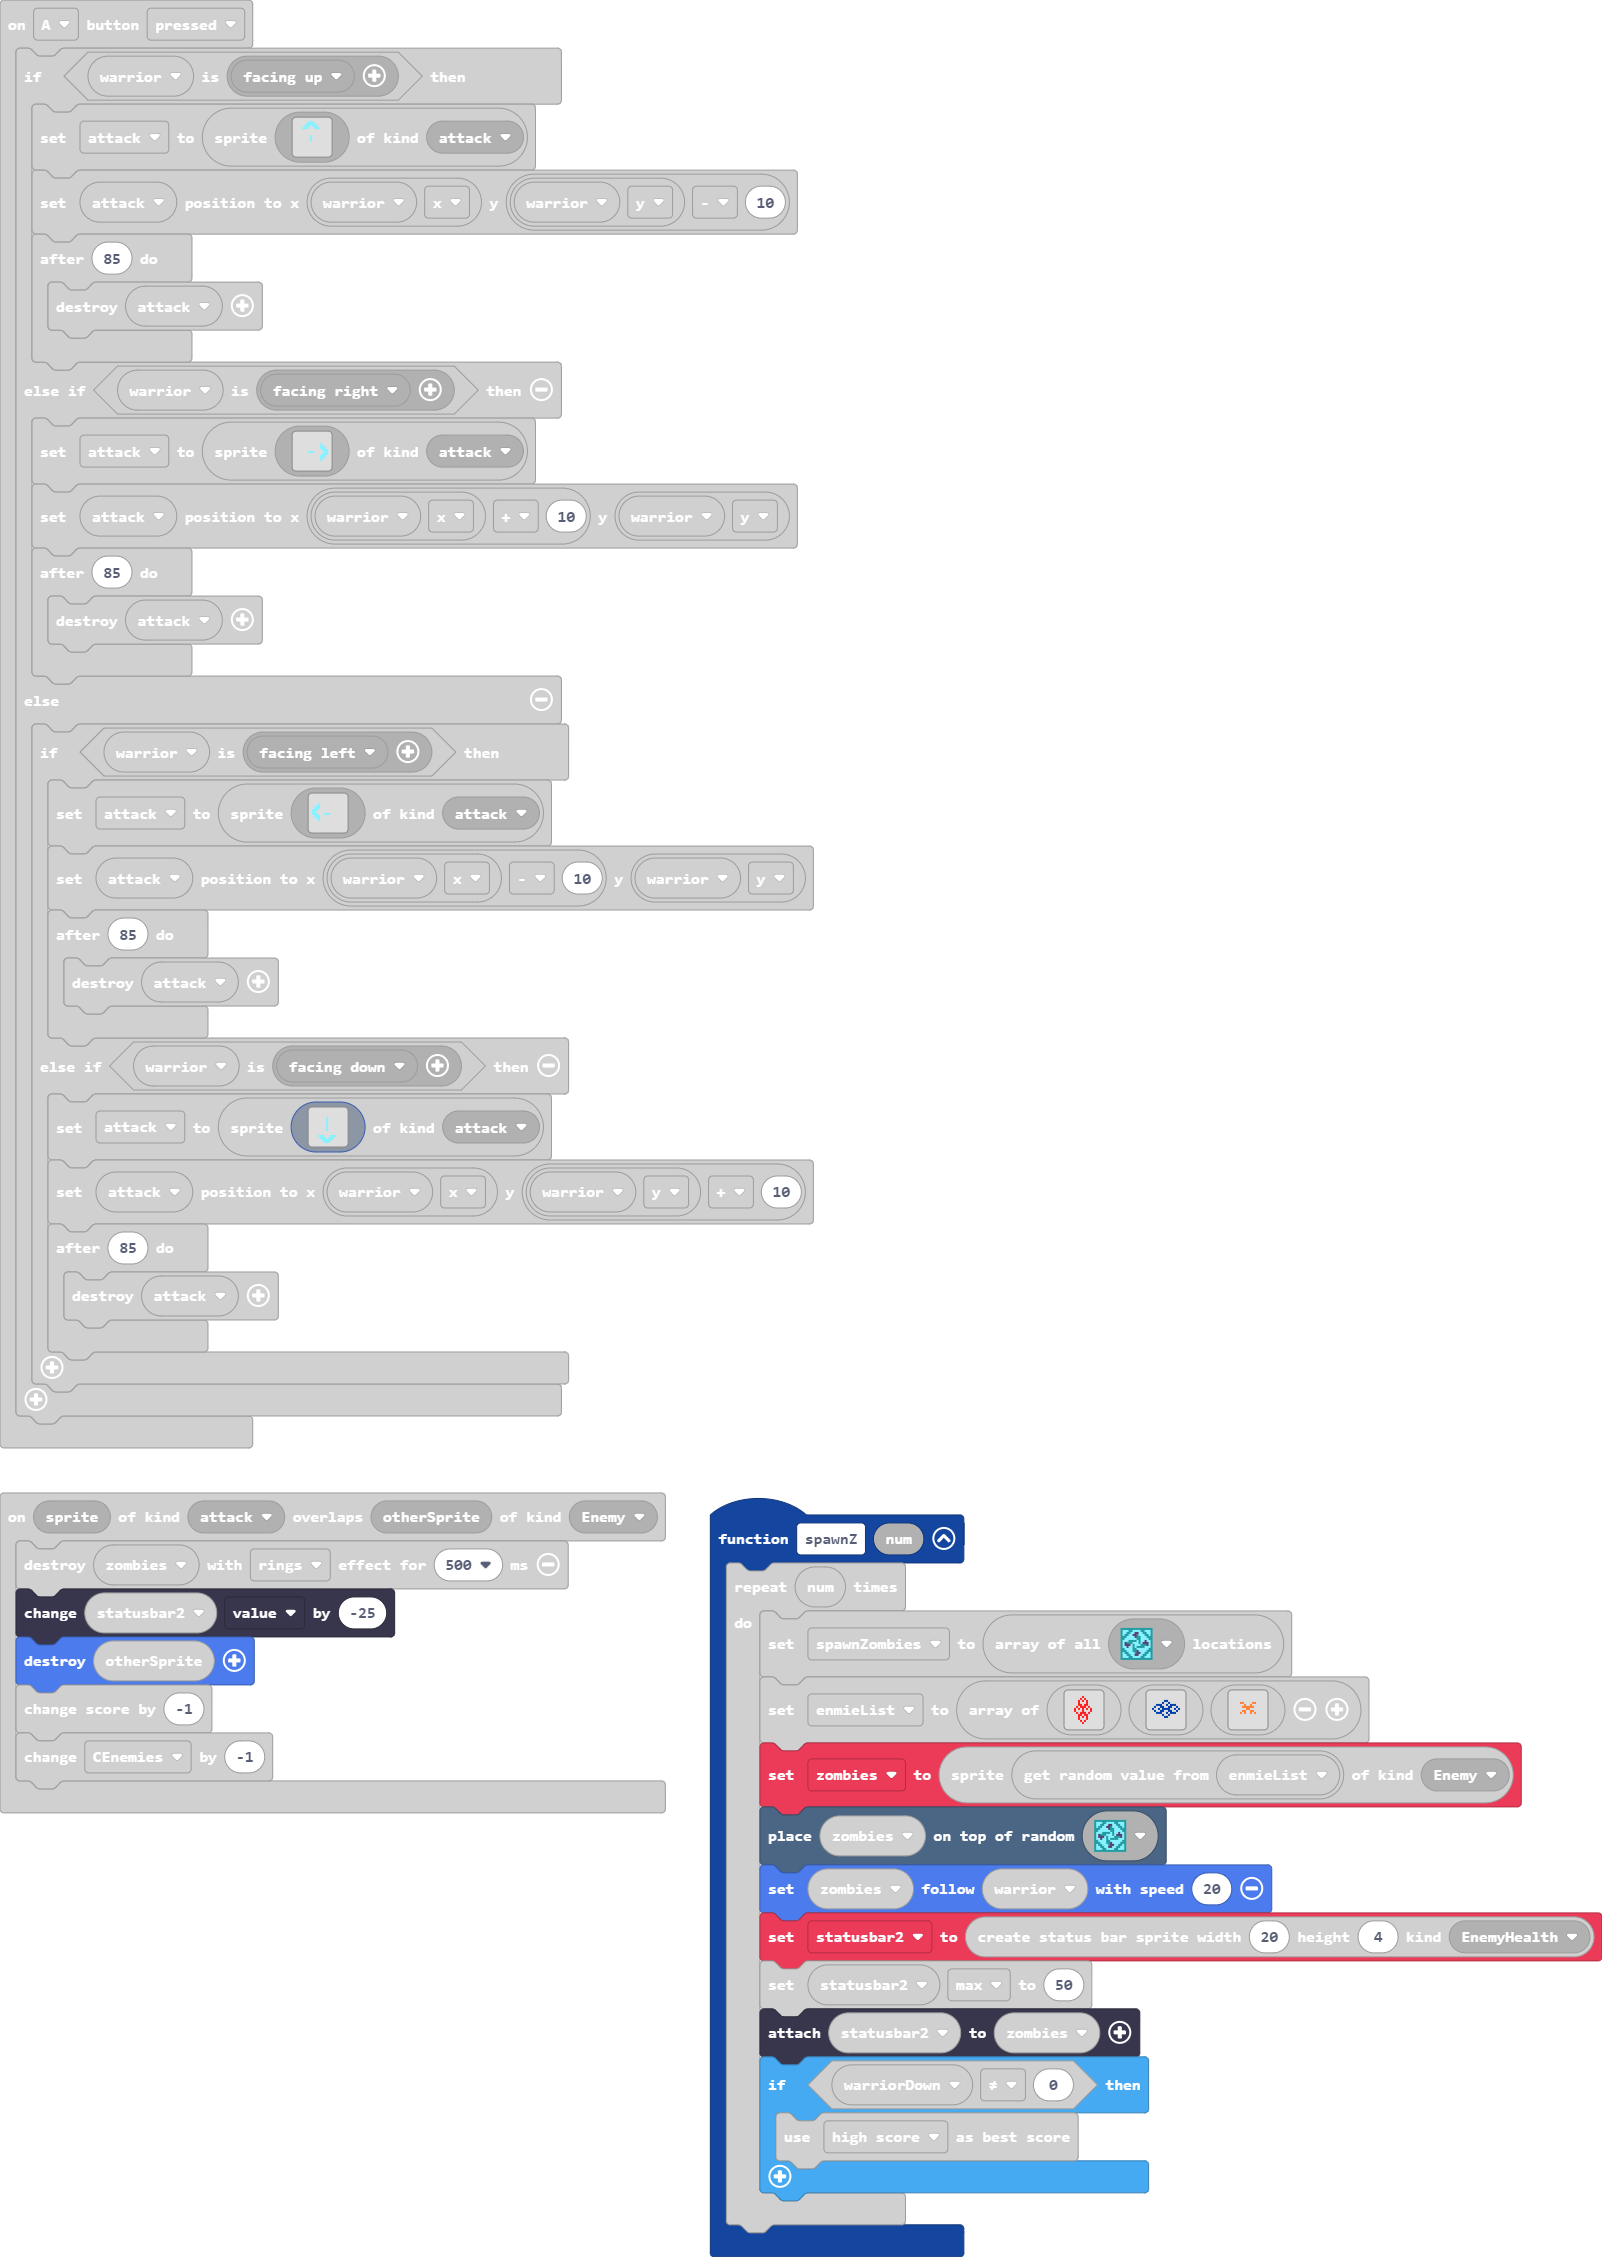 on A button pressed
if warrior is facing up then
set attack to sprite of kind attack
set attack position to x warrior x y warrior y - 10
after 85 do
destroy attack
else if warrior is facing right then
set attack to sprite of kind attack
set attack position to x warrior x + 10 y warrior y
after 85 do
destroy attack
else
if warrior is facing left then
set attack to sprite of kind attack
set attack position to x warrior x - 10 y warrior y
after 85 do
destroy attack
else if warrior is facing down then
set attack to sprite of kind attack
set attack position to x warrior x y warrior y + 10
after 85 do
destroy attack
on sprite of kind attack overlaps otherSprite of kind Enemy
destroy zombies with rings effect for 500 ms
change statusbar2 value by -25
destroy otherSprite
change score by -1
change CEnemies by -1
function spawnZ num
repeat num times
do
set spawnZombies to array of all locations
set enmieList to array of
set zombies to sprite get random value from enmieList of kind Enemy
place zombies on top of random
set zombies follow warrior with speed 20
set statusbar2 to create status bar sprite width 20 height 4 kind EnemyHealth
set statusbar2 max to 50
attach statusbar2 to zombies
if warriorDown ≠ 0 then
use high score as best score